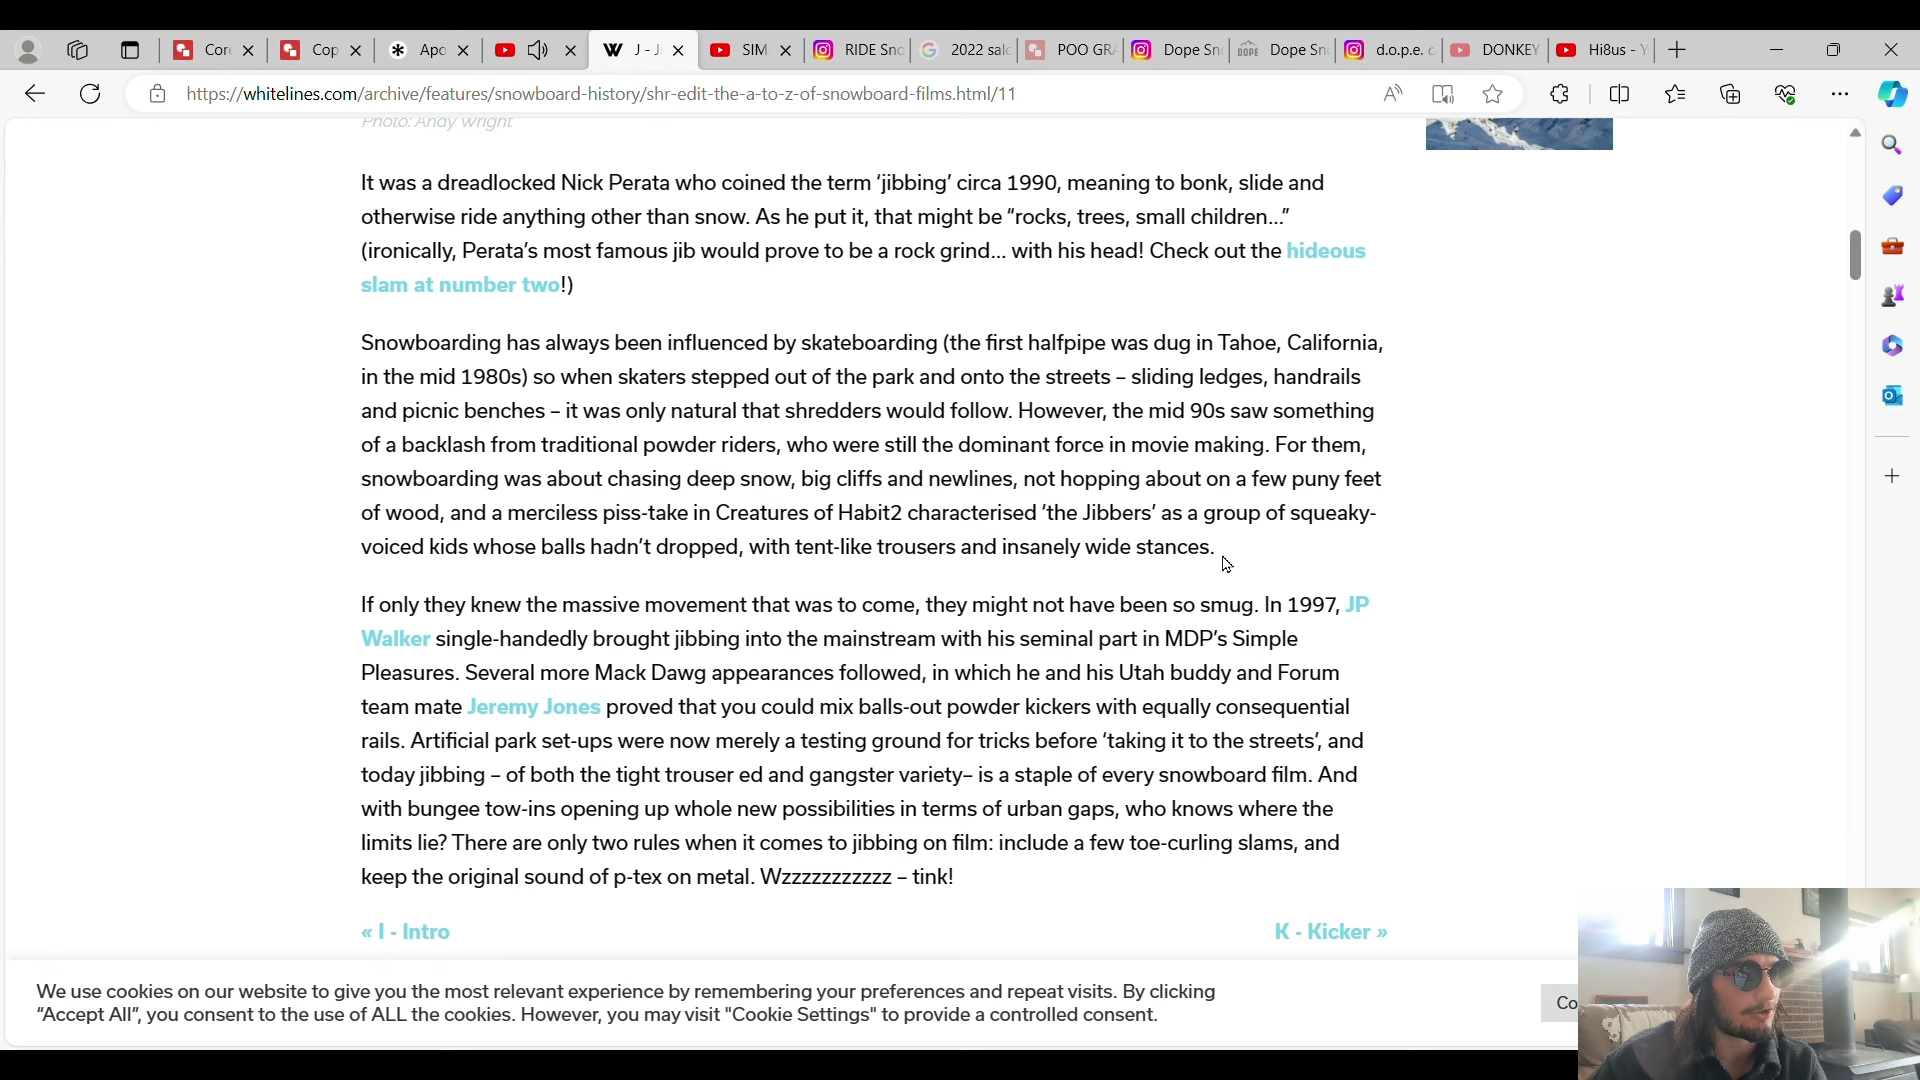 Cor
Cop
Apo
J - J
SIM
RIDE Sno
2022 salo
POO GRA
Dope Sn
Dope Sn
d.o.p.e. c
DONKEY
Hi8us - Y
https://whitelines.com/archive/features/snowboard-history/shr-edit-the-a-to-z-of-snowboard-films.html/11
Photo: Andy Wright
It was a dreadlocked Nick Perata who coined the term ‘jibbing’ circa 1990, meaning to bonk, slide and
otherwise ride anything other than snow. As he put it, that might be “rocks, trees, small children…”
(ironically, Perata’s most famous jib would prove to be a rock grind… with his head! Check out the hideous
slam at number two!)
Snowboarding has always been influenced by skateboarding (the first halfpipe was dug in Tahoe, California,
in the mid 1980s) so when skaters stepped out of the park and onto the streets – sliding ledges, handrails
and picnic benches – it was only natural that shredders would follow. However, the mid 90s saw something
of a backlash from traditional powder riders, who were still the dominant force in movie making. For them,
snowboarding was about chasing deep snow, big cliffs and newlines, not hopping about on a few puny feet
of wood, and a merciless piss-take in Creatures of Habit2 characterised ‘the Jibbers’ as a group of squeaky-
voiced kids whose balls hadn’t dropped, with tent-like trousers and insanely wide stances.
If only they knew the massive movement that was to come, they might not have been so smug. In 1997, JP
Walker single-handedly brought jibbing into the mainstream with his seminal part in MDP’s Simple
Pleasures. Several more Mack Dawg appearances followed, in which he and his Utah buddy and Forum
team mate Jeremy Jones proved that you could mix balls-out powder kickers with equally consequential
rails. Artificial park set-ups were now merely a testing ground for tricks before ‘taking it to the streets’, and
today jibbing – of both the tight trouser ed and gangster variety– is a staple of every snowboard film. And
with bungee tow-ins opening up whole new possibilities in terms of urban gaps, who knows where the
limits lie? There are only two rules when it comes to jibbing on film: include a few toe-curling slams, and
keep the original sound of p-tex on metal. Wzzzzzzzzzzz – tink!
« I - Intro
K - Kicker »
We use cookies on our website to give you the most relevant experience by remembering your preferences and repeat visits. By clicking
“Accept All”, you consent to the use of ALL the cookies. However, you may visit "Cookie Settings" to provide a controlled consent.
Co